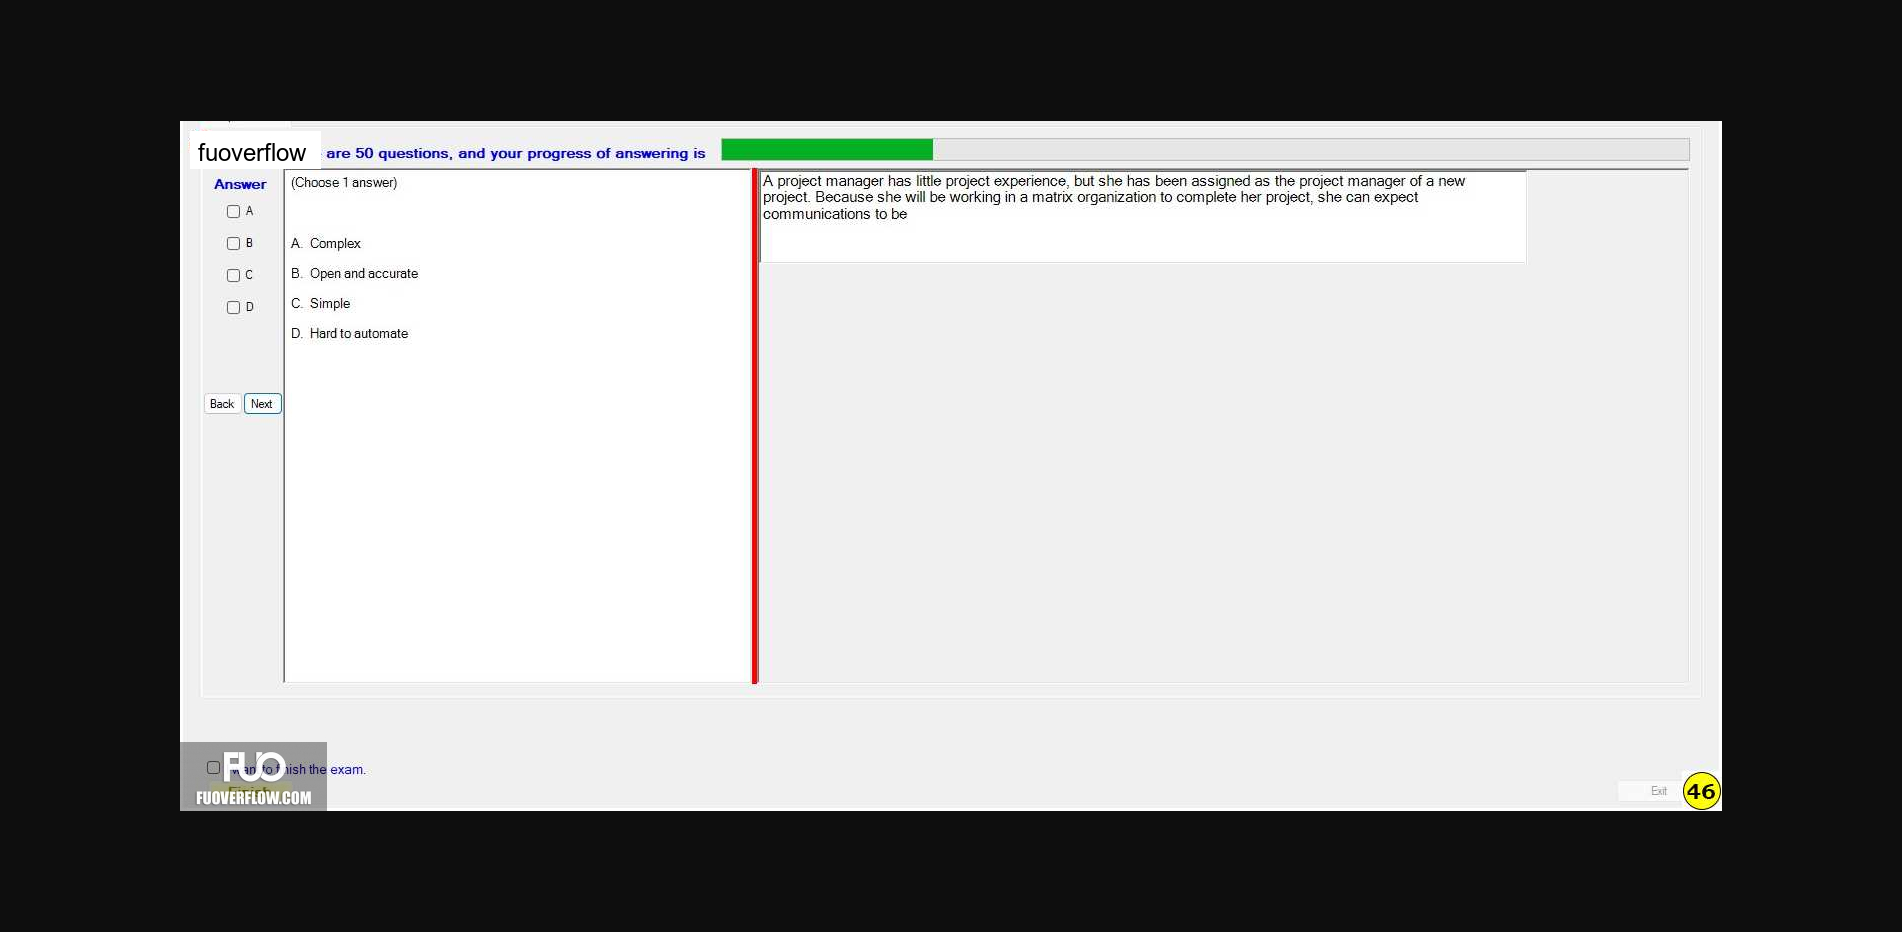 fuoverflow are 50 questions, and your progress of answering is
Answer
(Choose 1 answer)
A
B
C
D
A. Complex
B. Open and accurate
C. Simple
D. Hard to automate
Back Next
A project manager has little project experience, but she has been assigned as the project manager of a new
project. Because she will be working in a matrix organization to complete her project, she can expect
communications to be
FUO
to finish the exam.
FUOVERFLOW.COM
Exit
46